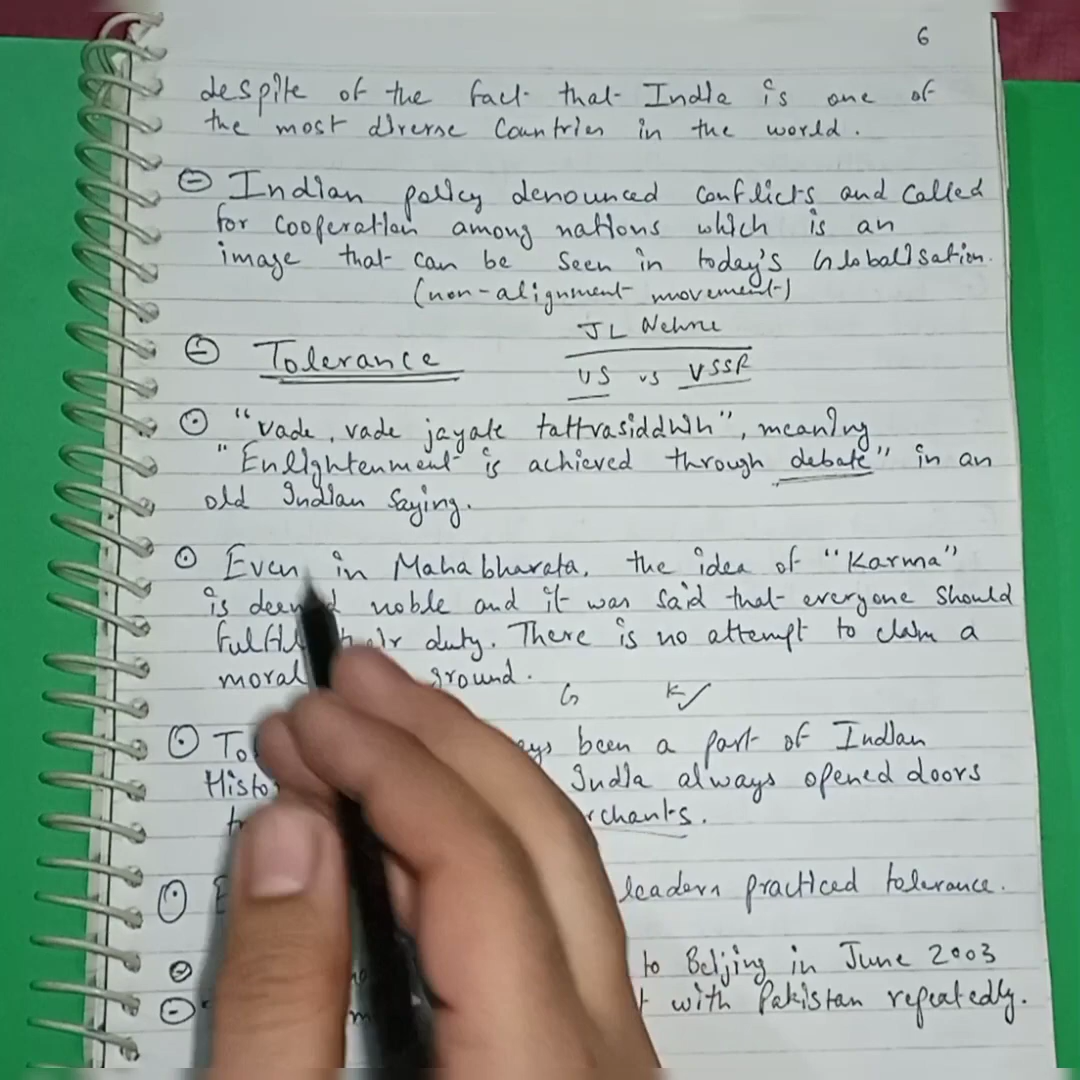 6
despite of the fact that India is one of
the most diverse Countries in the world.
Indian policy denounced conflicts and called
for cooperation among nations which is an
image that can be seen in today's Globalisation.
(non-alignment movement)
JL Nehru
Tolerance
US vs USSR
"vade, vade jayate tattvasiddhih", meaning
"Enlightenment is achieved through debate" in an
old Indian saying.
Even in Mahabharata, the idea of "Karma"
is deemed noble and it was said that everyone should
fulfil their duty. There is no attempt to claim a
moral ground.
G K
been a part of Indian
India always opened doors
leaders practiced tolerance.
to Beijing in June 2003
with Pakistan repeatedly.